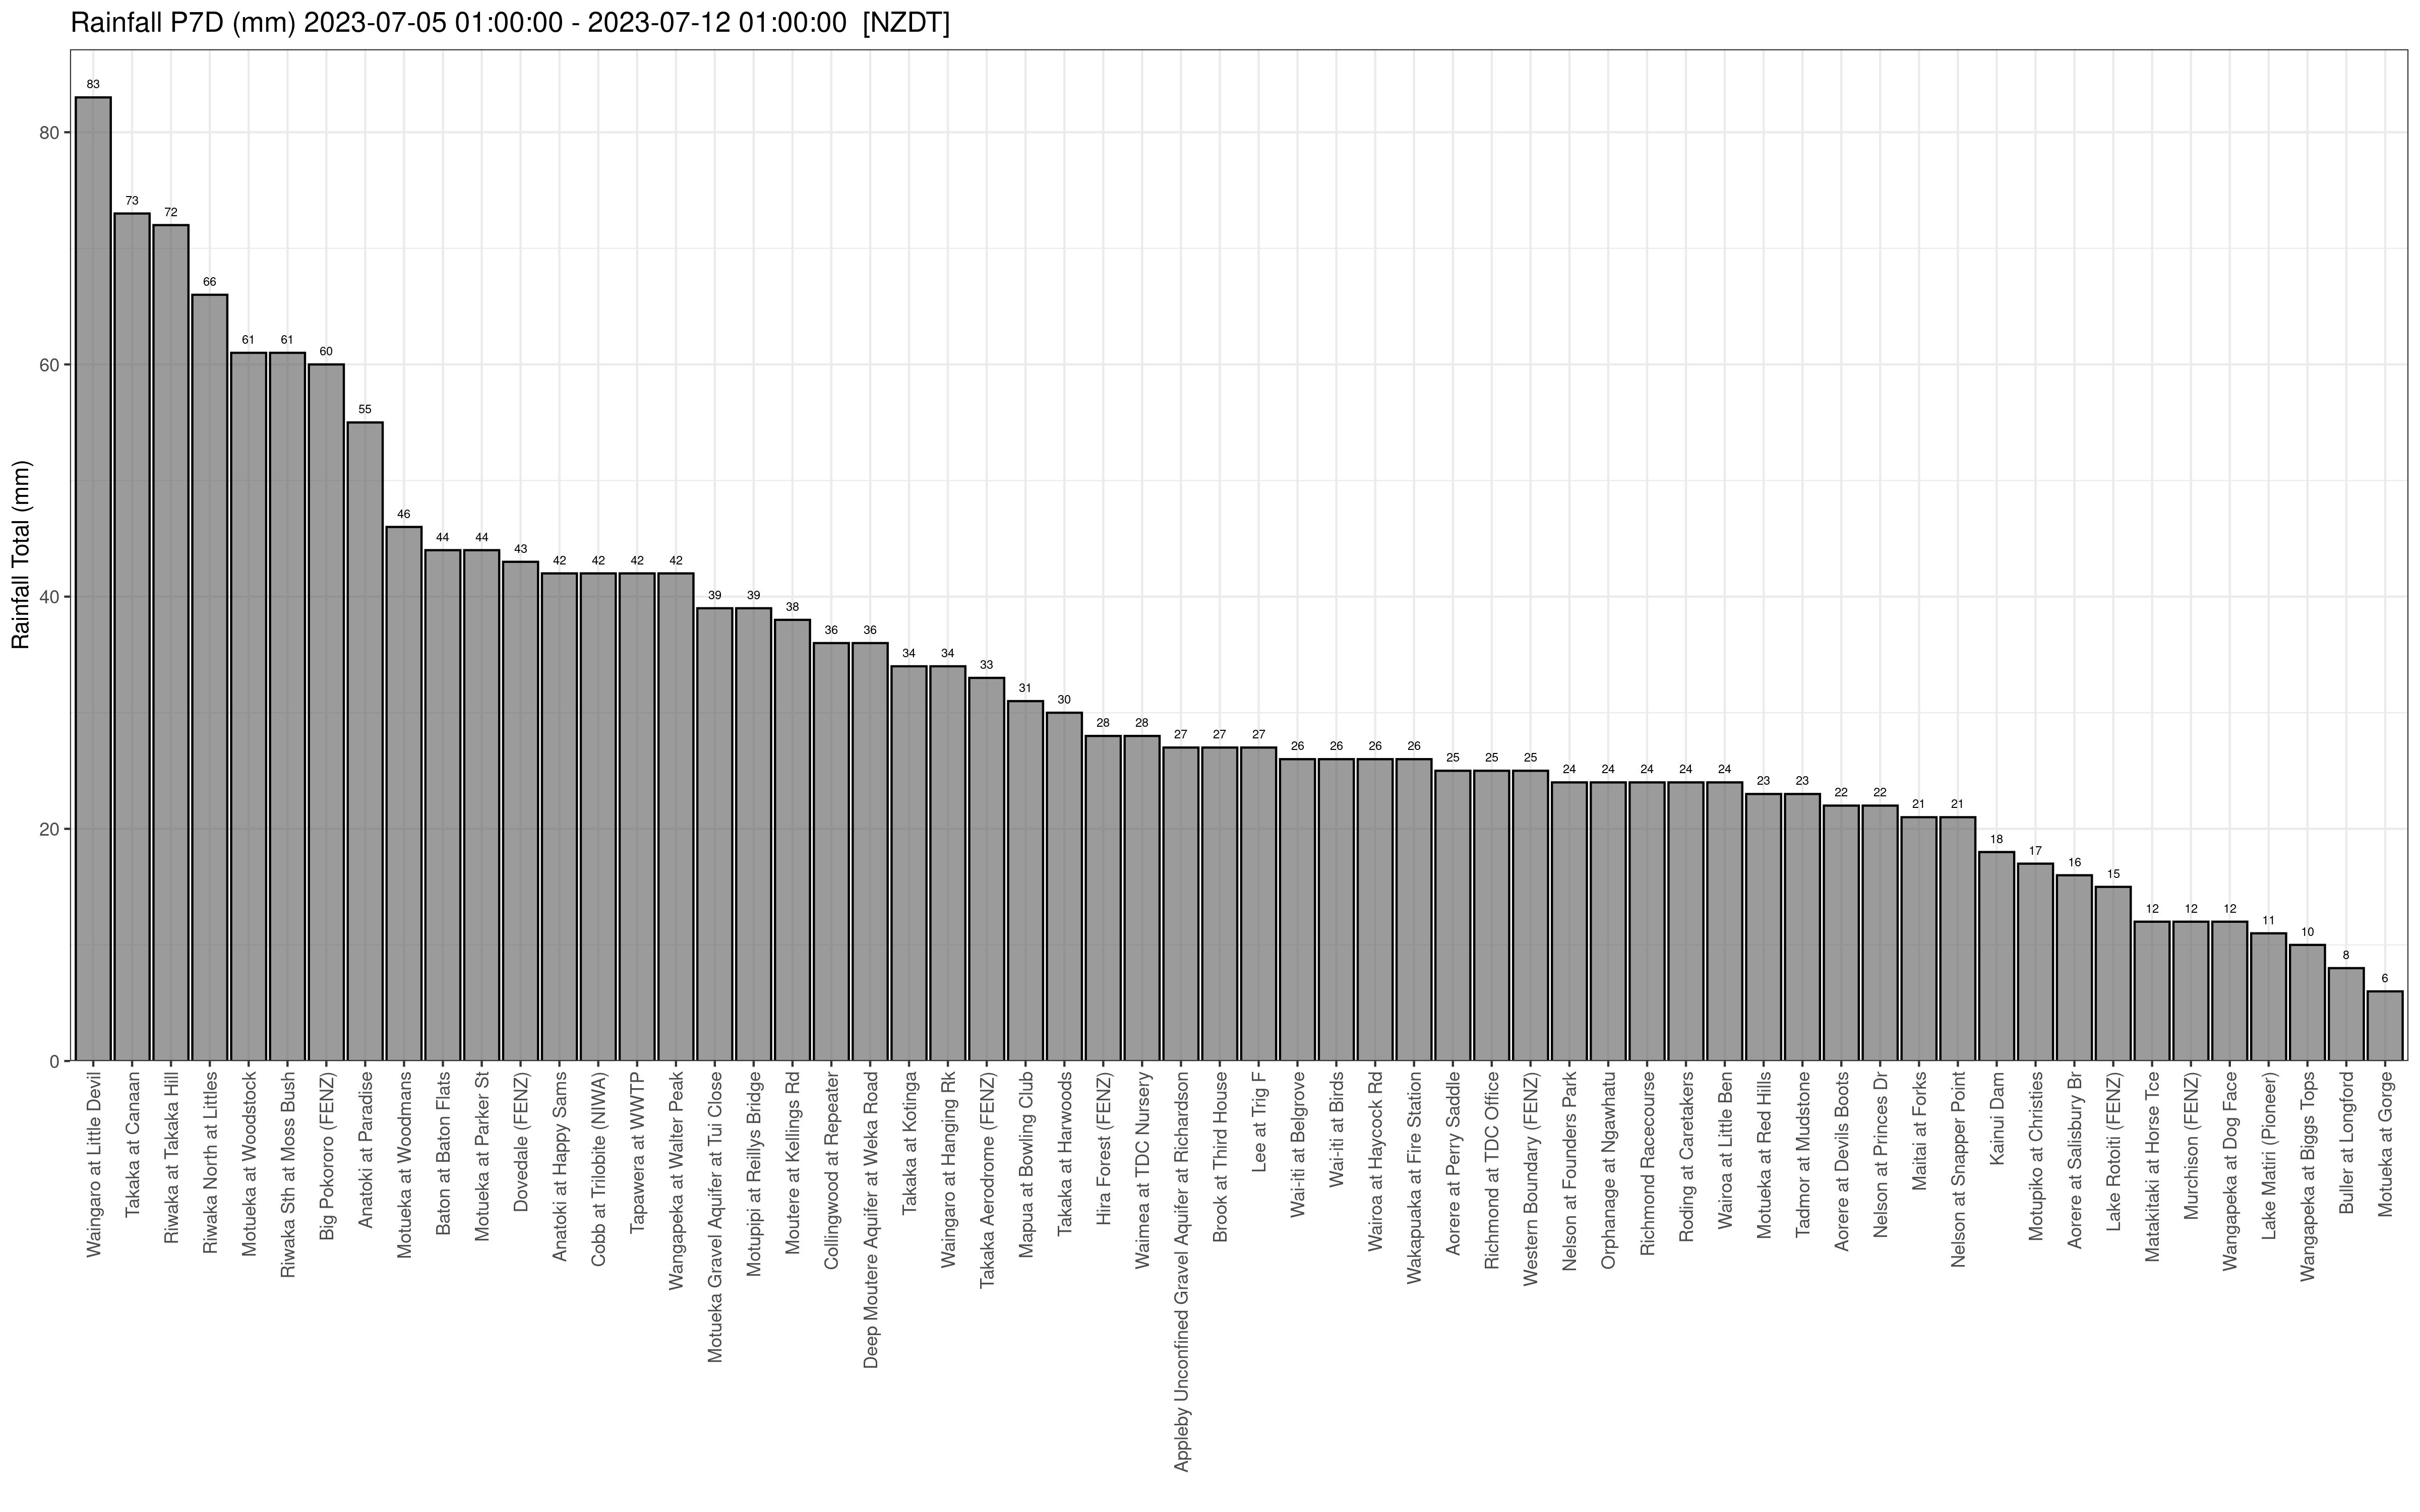 Rainfall P7D (mm) 2023-07-05 01:00:00 - 2023-07-12 01:00:00 [NZDT]
Rainfall Total (mm)
80
60
40
20
0
83
73
72
66
61
61
60
55
46
44
44
43
42
42
42
42
39
39
38
36
36
34
34
33
31
30
28
28
27
27
27
26
26
26
26
25
25
25
24
24
24
24
24
23
23
22
22
21
21
18
17
16
15
12
12
12
11
10
8
6
Waingaro at Little Devil
Takaka at Canaan
Riwaka at Takaka Hill
Riwaka North at Littles
Motueka at Woodstock
Riwaka Sth at Moss Bush
Big Pokororo (FENZ)
Anatoki at Paradise
Motueka at Woodmans
Baton at Baton Flats
Motueka at Parker St
Dovedale (FENZ)
Anatoki at Happy Sams
Cobb at Trilobite (NIWA)
Tapawera at WWTP
Wangapeka at Walter Peak
Motueka Gravel Aquifer at Tui Close
Motupipi at Reillys Bridge
Moutere at Kellings Rd
Collingwood at Repeater
Deep Moutere Aquifer at Weka Road
Takaka at Kotinga
Waingaro at Hanging Rk
Takaka Aerodrome (FENZ)
Mapua at Bowling Club
Takaka at Harwoods
Hira Forest (FENZ)
Waimea at TDC Nursery
Appleby Unconfined Gravel Aquifer at Richardson
Brook at Third House
Lee at Trig F
Wai-iti at Belgrove
Wai-iti at Birds
Wairoa at Haycock Rd
Wakapuaka at Fire Station
Aorere at Perry Saddle
Richmond at TDC Office
Western Boundary (FENZ)
Nelson at Founders Park
Orphanage at Ngawhatu
Richmond Racecourse
Roding at Caretakers
Wairoa at Little Ben
Motueka at Red Hills
Tadmor at Mudstone
Aorere at Devils Boots
Nelson at Princes Dr
Maitai at Forks
Nelson at Snapper Point
Kainui Dam
Motupiko at Christies
Aorere at Salisbury Br
Lake Rotoiti (FENZ)
Matakitaki at Horse Tce
Murchison (FENZ)
Wangapeka at Dog Face
Lake Matiri (Pioneer)
Wangapeka at Biggs Tops
Buller at Longford
Motueka at Gorge